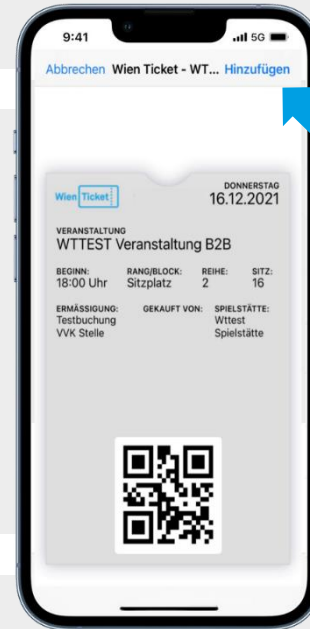 9:41
5G
Abbrechen Wien Ticket - WT... Hinzufügen
Wien Ticket
DONNERSTAG
16.12.2021
VERANSTALTUNG
WTTEST Veranstaltung B2B
BEGINN: RANG/BLOCK: REIHE: SITZ:
18:00 Uhr Sitzplatz 2 16
ERMÄSSIGUNG: GEKAUFT VON: SPIELSTÄTTE:
Testbuchung Wttest
VVK Stelle Spielstätte